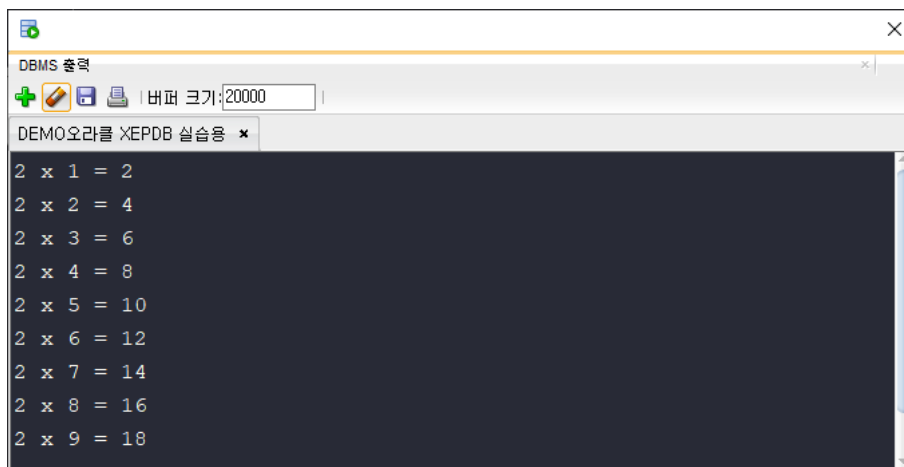 DBMS 출력
버퍼 크기:20000
DEMO오라클 XEPDB 실습용
2 x 1 = 2
2 x 2 = 4
2 x 3 = 6
2 x 4 = 8
2 x 5 = 10
2 x 6 = 12
2 x 7 = 14
2 x 8 = 16
2 x 9 = 18